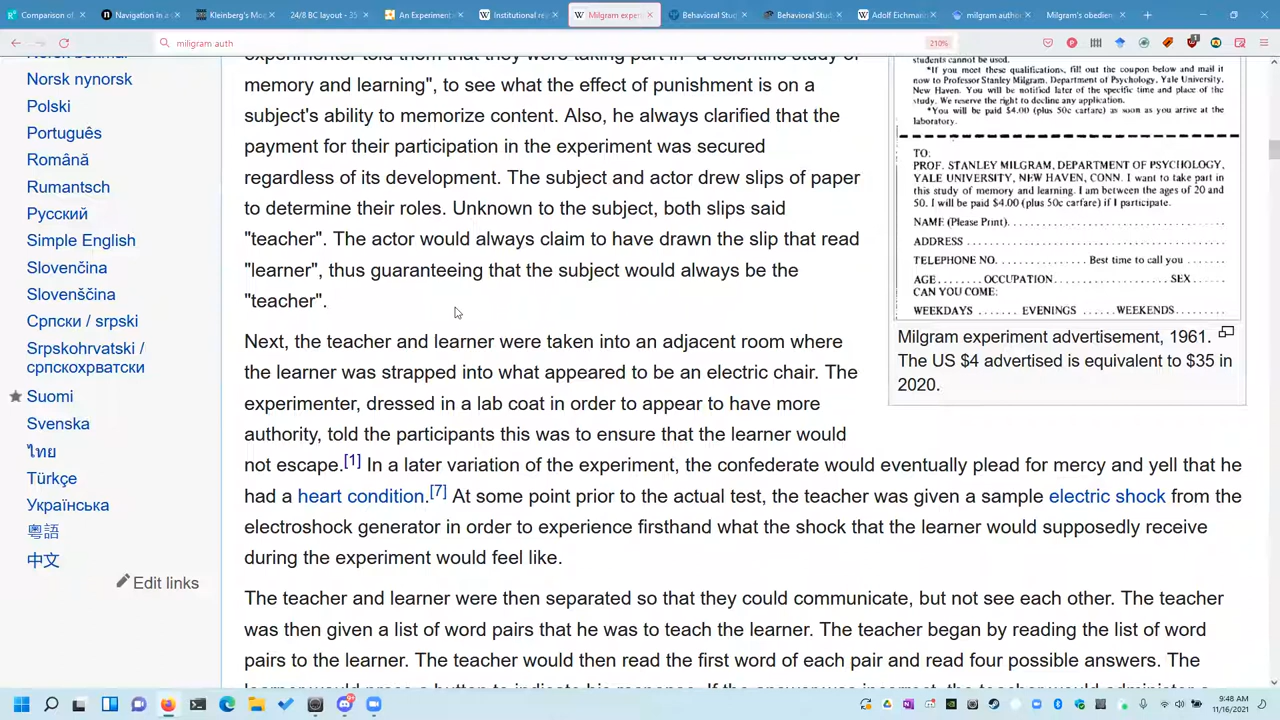 Comparison of
Navigation in a
Kleinberg's Mo
24/8 BC layout - 35
An Experiment
Institutional re
Milgram exper
Behavioral Stud
Behavioral Stud
Adolf Eichmann
milgram author
Milgram's obedien
miligram auth
210%
Norsk bokmål
Norsk nynorsk
Polski
Português
Română
Rumantsch
Русский
Simple English
Slovenčina
Slovenščina
Српски / srpski
Srpskohrvatski /
српскохрватски
Suomi
Svenska
ไทย
Türkçe
Українська
粵語
中文
Edit links
experiments told them that they were taking part in "a scientific study of
memory and learning", to see what the effect of punishment is on a
subject's ability to memorize content. Also, he always clarified that the
payment for their participation in the experiment was secured
regardless of its development. The subject and actor drew slips of paper
to determine their roles. Unknown to the subject, both slips said
"teacher". The actor would always claim to have drawn the slip that read
"learner", thus guaranteeing that the subject would always be the
"teacher".
Next, the teacher and learner were taken into an adjacent room where
the learner was strapped into what appeared to be an electric chair. The
experimenter, dressed in a lab coat in order to appear to have more
authority, told the participants this was to ensure that the learner would
not escape.[1] In a later variation of the experiment, the confederate would eventually plead for mercy and yell that he
had a heart condition.[7] At some point prior to the actual test, the teacher was given a sample electric shock from the
electroshock generator in order to experience firsthand what the shock that the learner would supposedly receive
during the experiment would feel like.
The teacher and learner were then separated so that they could communicate, but not see each other. The teacher
was then given a list of word pairs that he was to teach the learner. The teacher began by reading the list of word
pairs to the learner. The teacher would then read the first word of each pair and read four possible answers. The
students cannot be used.
*If you meet these qualifications, fill out the coupon below and mail it
now to Professor Stanley Milgram, Department of Psychology, Yale University,
New Haven. You will be notified later of the specific time and place of the
study. We reserve the right to decline any application.
*You will be paid $4.00 (plus 50c carfare) as soon as you arrive at the
laboratory.
TO:
PROF. STANLEY MILGRAM, DEPARTMENT OF PSYCHOLOGY,
YALE UNIVERSITY, NEW HAVEN, CONN. I want to take part in
this study of memory and learning. I am between the ages of 20 and
50. I will be paid $4.00 (plus 50c carfare) if I participate.
NAME (Please Print)
ADDRESS
TELEPHONE NO. Best time to call you
AGE OCCUPATION SEX
CAN YOU COME:
WEEKDAYS EVENINGS WEEKENDS
Milgram experiment advertisement, 1961.
The US $4 advertised is equivalent to $35 in
2020.
9:48 AM
11/16/2021